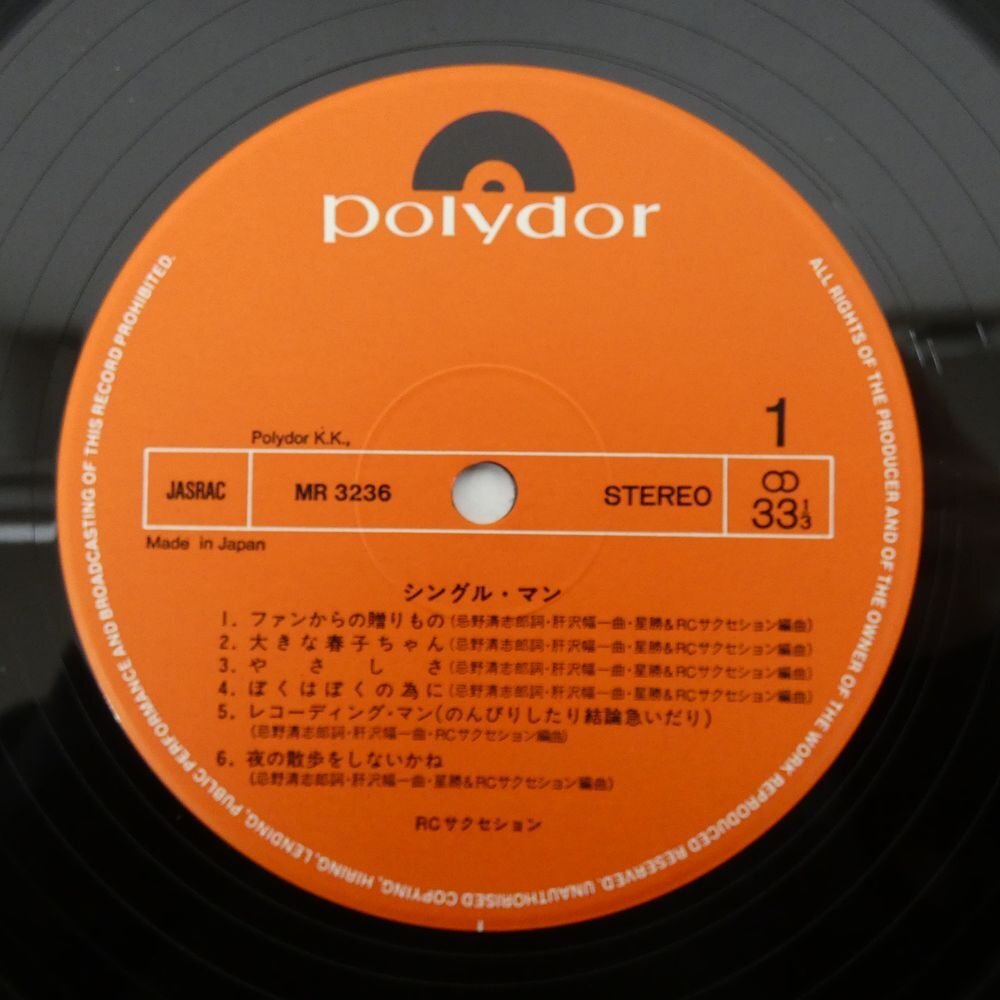 polydor
ALL RIGHTS OF THE PRODUCER AND OF THE OWNER OF THE WORK REPRODUCED RESERVED. UNAUTHORISED COPYING, HIRING, LENDING, PUBLIC PERFORMANCE AND BROADCASTING OF THIS RECORD PROHIBITED.
1
Polydor K.K.,
JASRAC MR 3236 STEREO 33 1/3
Made in Japan
シングル・マン
1. ファンからの贈りもの(忌野清志郎詞・肝沢幅一曲・星勝&RCサクセション編曲)
2. 大きな春子ちゃん(忌野清志郎詞・肝沢幅一曲・星勝&RCサクセション編曲)
3. やさしさ(忌野清志郎詞・肝沢幅一曲・星勝&RCサクセション編曲)
4. ぼくはぼくの為に(忌野清志郎詞・肝沢幅一曲・星勝&RCサクセション編曲)
5. レコーディング・マン(のんびりしたり結論急いだり)
(忌野清志郎詞・肝沢幅一曲・RCサクセション編曲)
6. 夜の散歩をしないかね
(忌野清志郎詞・肝沢幅一曲・星勝&RCサクセション編曲)
RCサクセション